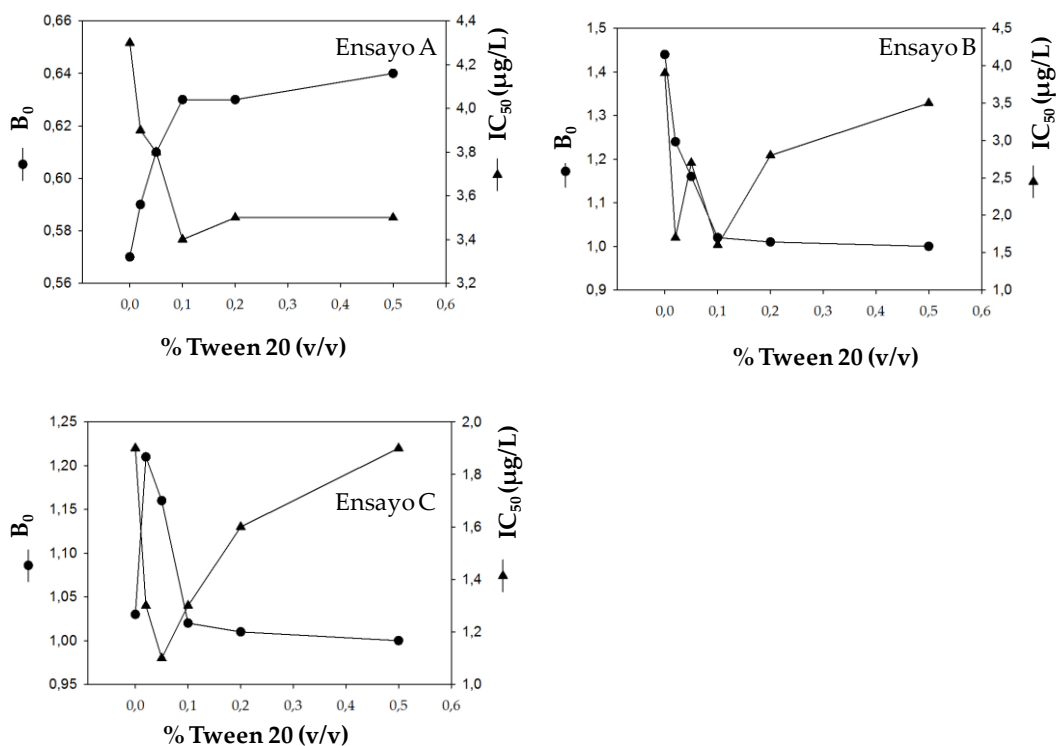 Ensayo A
B0
IC50 (µg/L)
0,66
0,64
0,62
0,60
0,58
0,56
4,4
4,2
4,0
3,8
3,6
3,4
3,2
0,0 0,1 0,2 0,3 0,4 0,5 0,6
% Tween 20 (v/v)
Ensayo B
B0
IC50 (µg/L)
1,5
1,4
1,3
1,2
1,1
1,0
0,9
4,5
4,0
3,5
3,0
2,5
2,0
1,5
1,0
0,0 0,1 0,2 0,3 0,4 0,5 0,6
% Tween 20 (v/v)
Ensayo C
B0
IC50 (µg/L)
1,25
1,20
1,15
1,10
1,05
1,00
0,95
2,0
1,8
1,6
1,4
1,2
1,0
0,0 0,1 0,2 0,3 0,4 0,5 0,6
% Tween 20 (v/v)